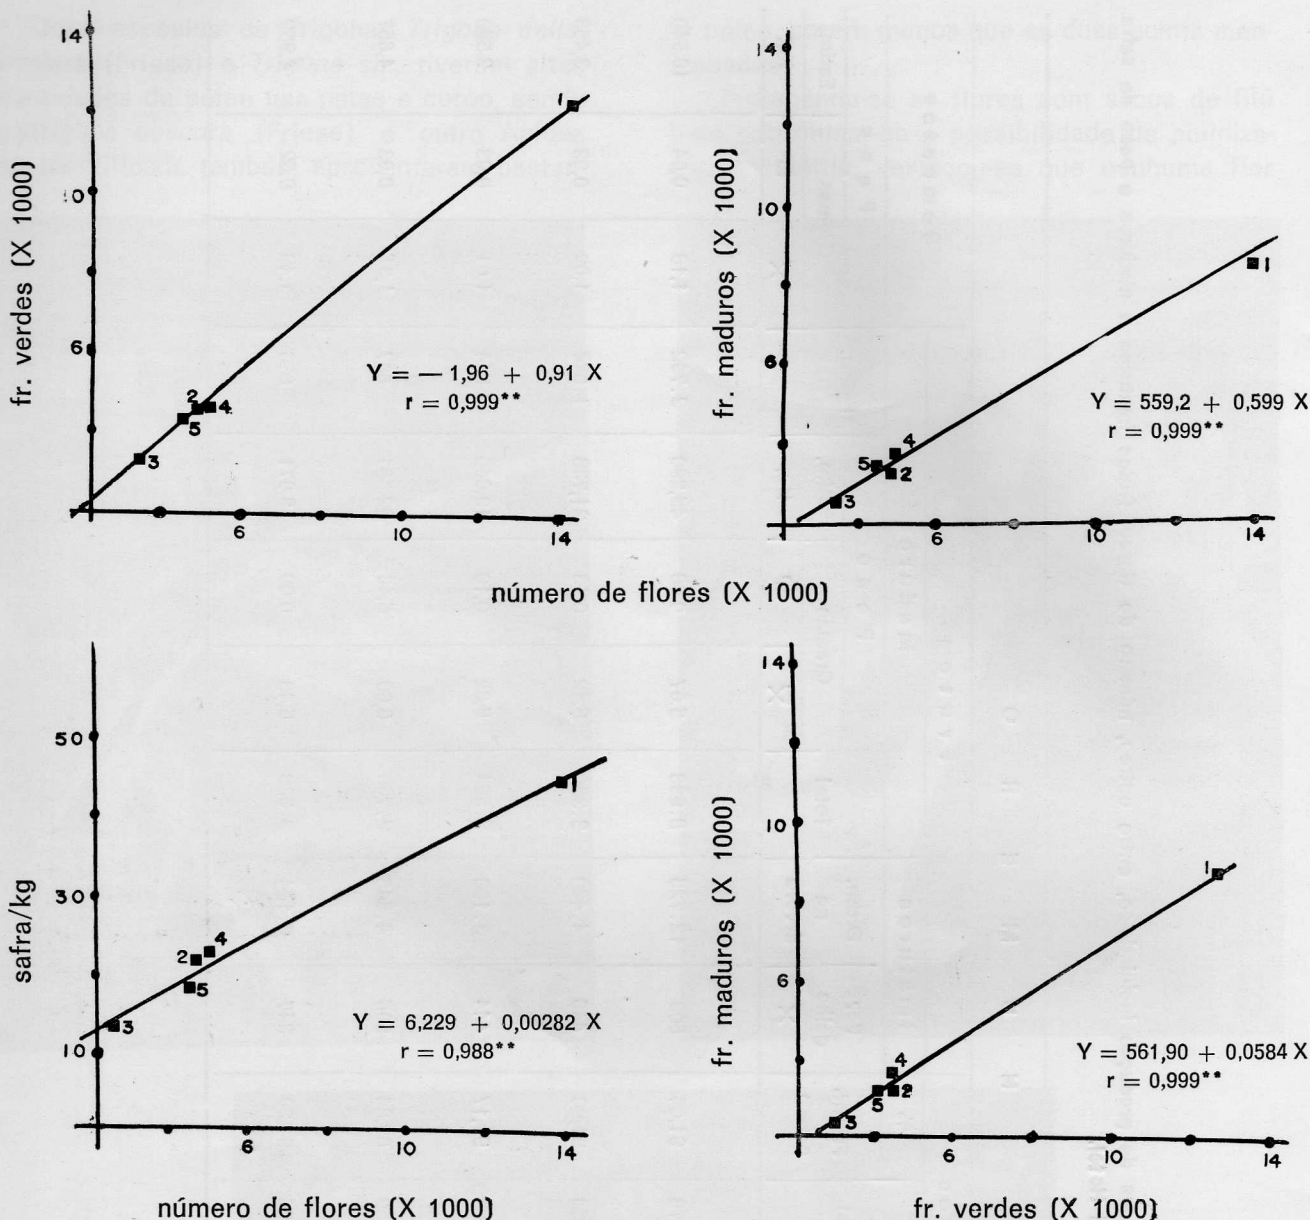 14
10
6
fr. verdes (X 1000)
1
2
4
5
3
Y = — 1,96 + 0,91 X
r = 0,999**
6
10
14
14
10
6
fr. maduros (X 1000)
1
4
5
2
3
Y = 559,2 + 0,599 X
r = 0,999**
6
10
14
número de flores (X 1000)
50
30
10
safra/kg
1
4
2
5
3
Y = 6,229 + 0,00282 X
r = 0,988**
6
10
14
número de flores (X 1000)
14
10
6
fr. maduros (X 1000)
1
4
5
2
3
Y = 561,90 + 0,0584 X
r = 0,999**
6
10
14
fr. verdes (X 1000)